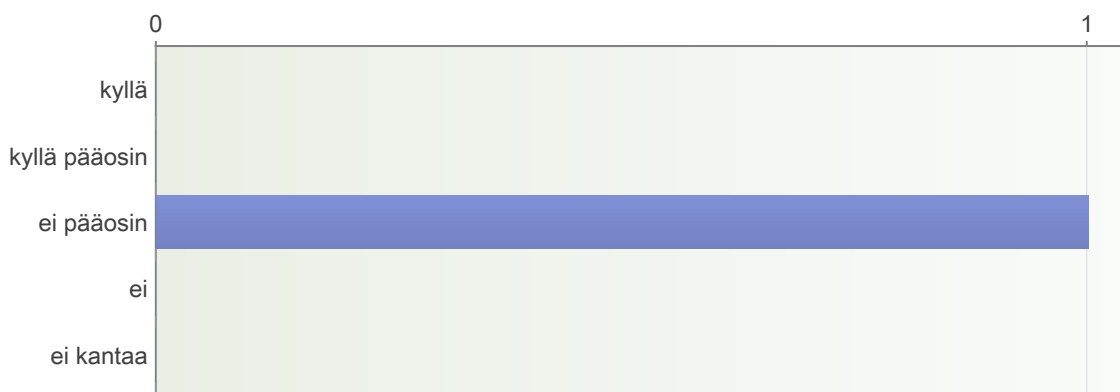 0 1
kyllä
kyllä pääosin
ei pääosin
ei
ei kantaa